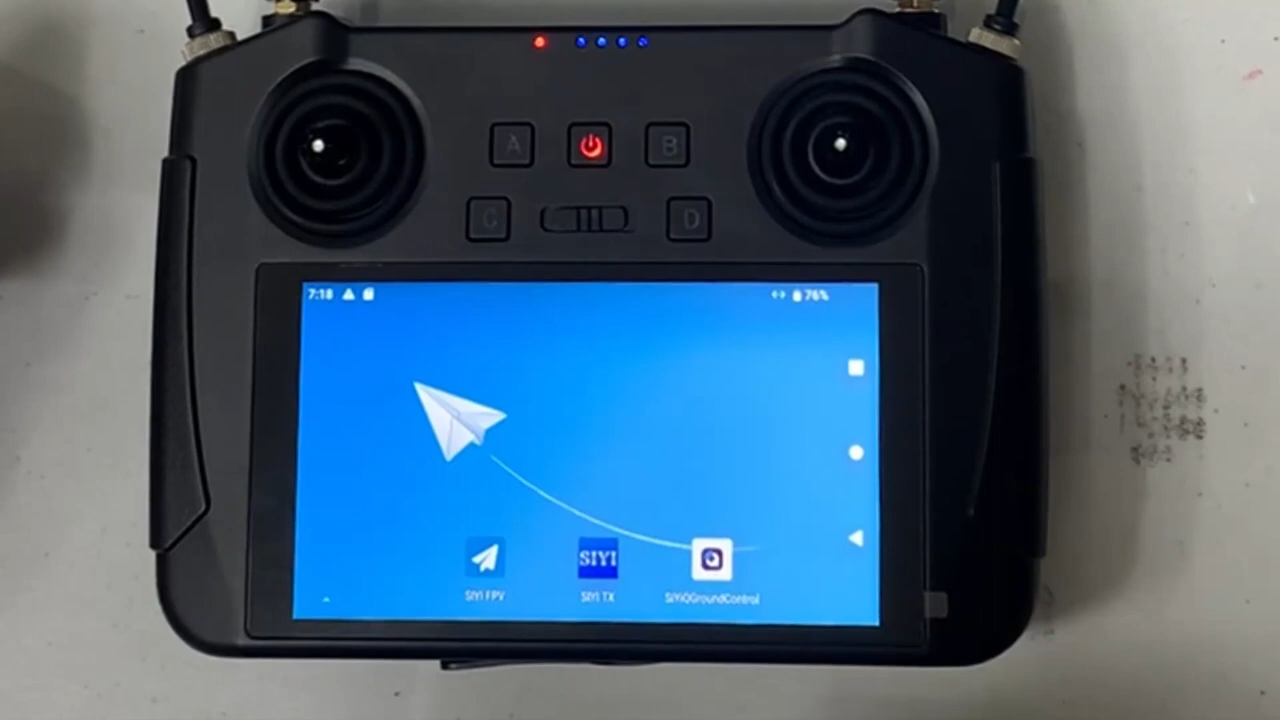 A
B
C
D
7:18
76%
SIYI FPV
SIYI
SIYI TX
SIYIQGroundControl